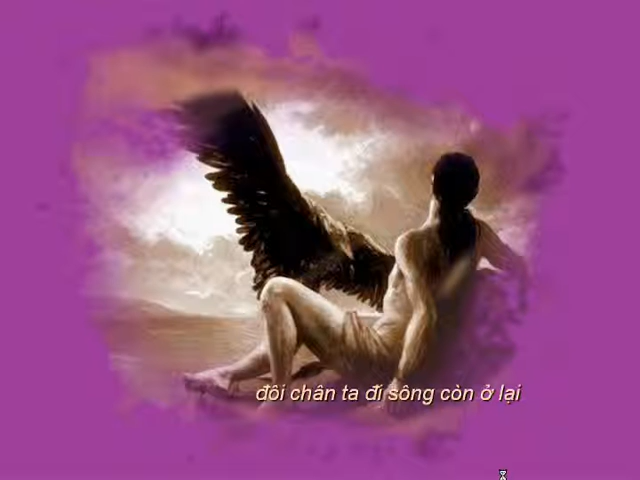 đôi chân ta đi sông còn ở lại